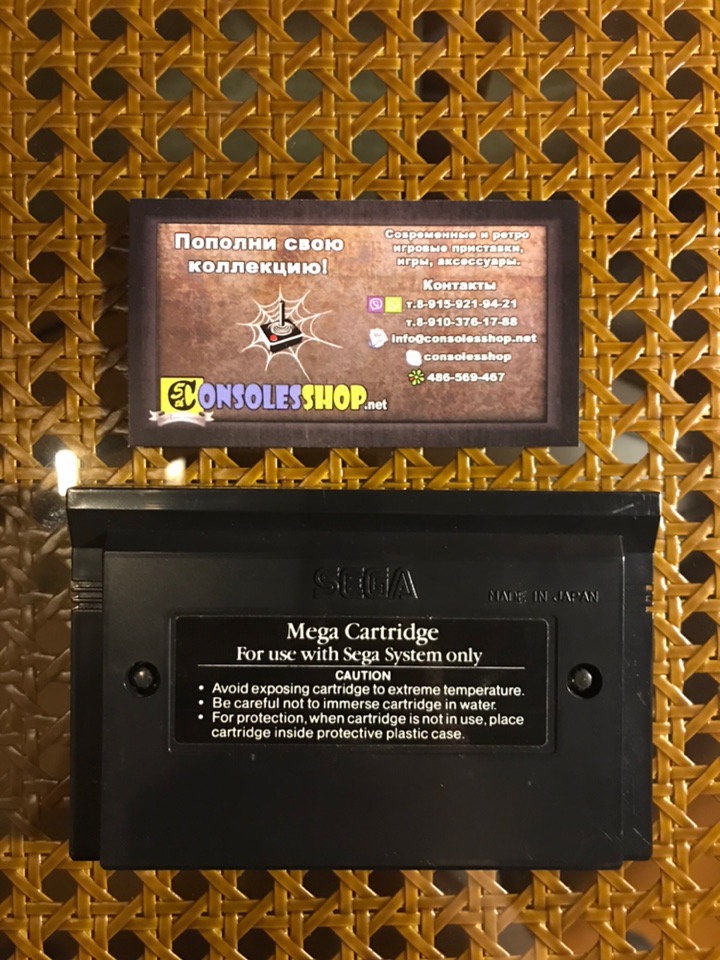 Пополни свою
коллекцию!
Современные и ретро
игровые приставки,
игры, аксессуары.
Контакты
т.8-915-921-94-21
т.8-910-376-17-88
info@consolesshop.net
consolesshop
486-569-467
CONSOLESSHOP.net
SEGA
MADE IN JAPAN
Mega Cartridge
For use with Sega System only
CAUTION
• Avoid exposing cartridge to extreme temperature.
• Be careful not to immerse cartridge in water.
• For protection, when cartridge is not in use, place
cartridge inside protective plastic case.